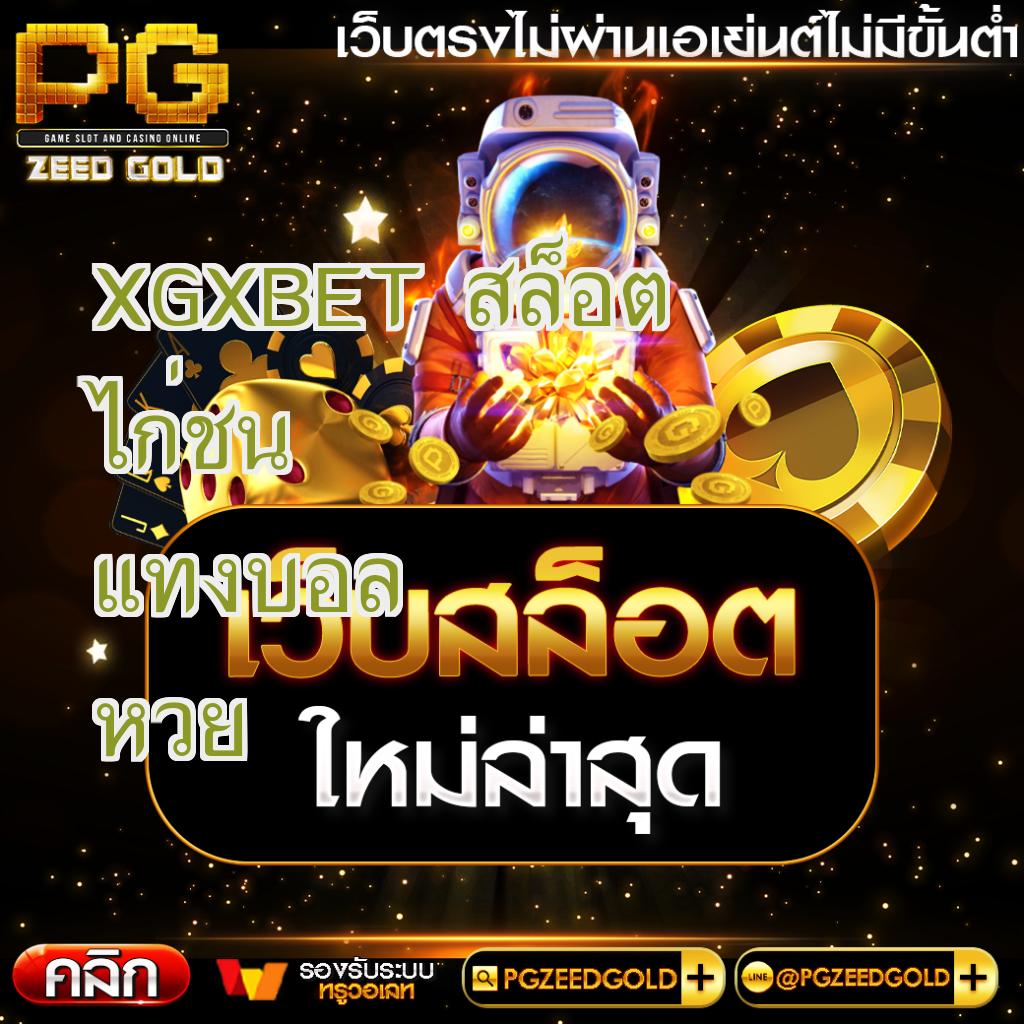 PG
เว็บตรงไม่ผ่านเอเย่นต์ไม่มีขั้นต่ำ
GAME SLOT AND CASINO ONLINE
ZEED GOLD
XGXBET สล็อต
ไก่ชน
แทงบอล
เว็บสล็อต
หวย
ใหม่ล่าสุด
คลิก
รองรับระบบ
ทรูวอเลท
PGZEEDGOLD +
LINE @PGZEEDGOLD +